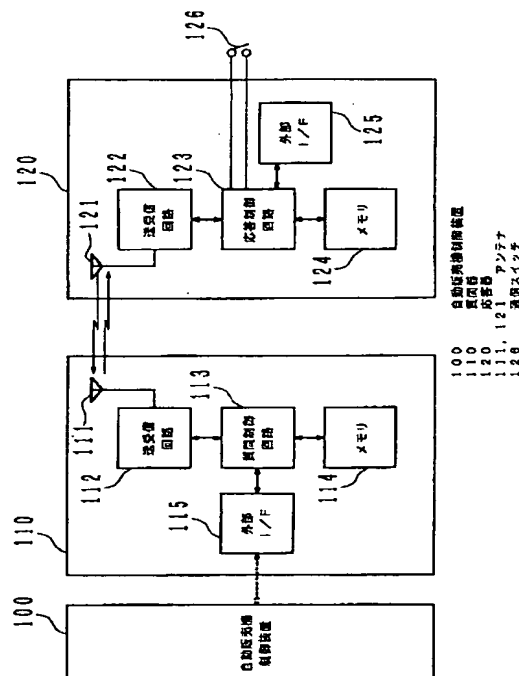 100
自動販売機
制御装置
110
111
112
送受信
回路
113
質問制御
回路
114
メモリ
115
外部
I/F
120
121
122
送受信
回路
123
応答制御
回路
124
メモリ
125
外部
I/F
126
100 自動販売機制御装置
110 質問器
120 応答器
111, 121 アンテナ
126 通信スイッチ